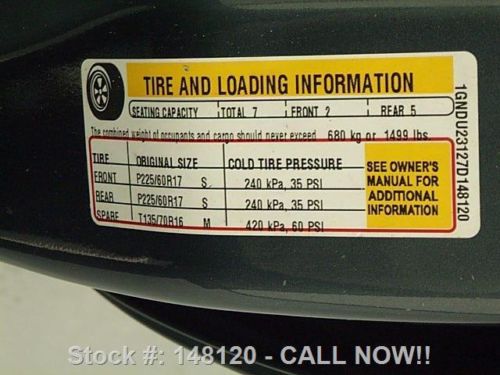 TIRE AND LOADING INFORMATION
SEATING CAPACITY TOTAL 7 FRONT 2 REAR 5
The combined weight of occupants and cargo should never exceed 680 kg or 1499 lbs.
TIRE ORIGINAL SIZE COLD TIRE PRESSURE
FRONT P225/60R17 S 240 kPa, 35 PSI
REAR P225/60R17 S 240 kPa, 35 PSI
SPARE T135/70R16 M 420 kPa, 60 PSI
SEE OWNER'S
MANUAL FOR
ADDITIONAL
INFORMATION
1GNDU23127D148120
Stock #: 148120 - CALL NOW!!